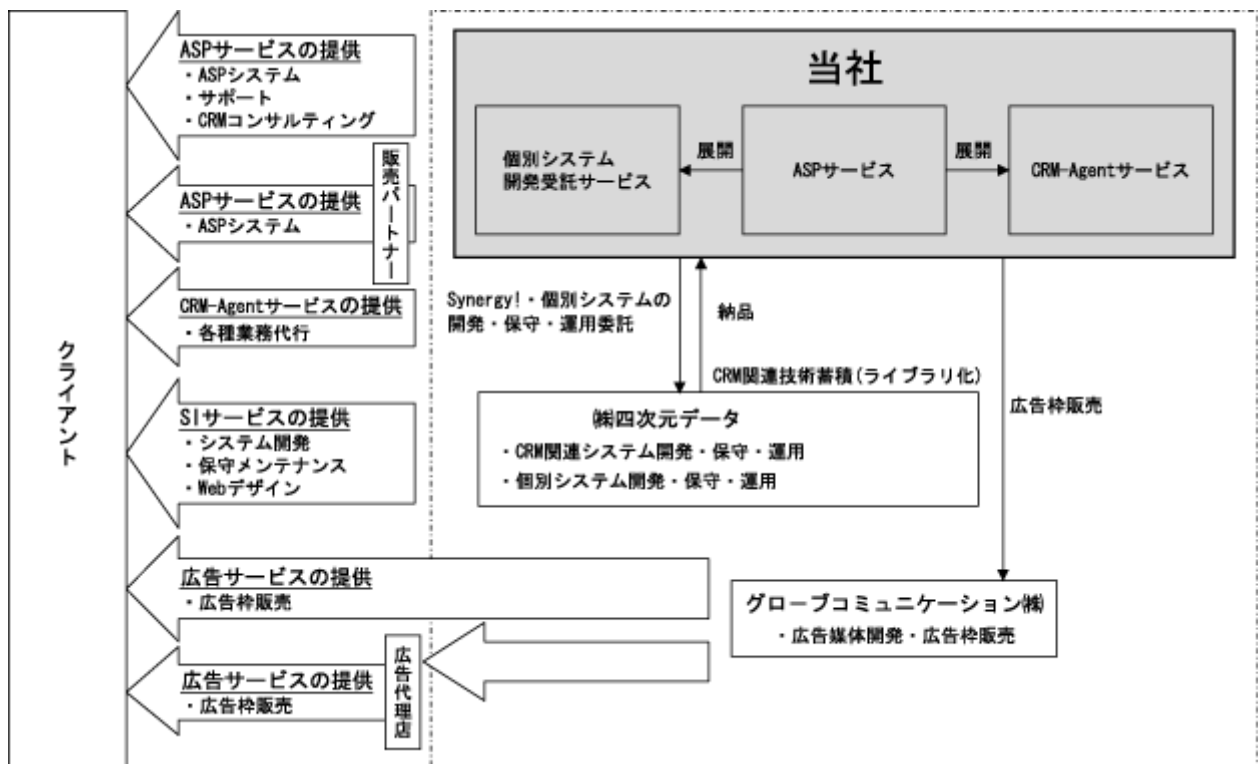 クライアント
ASPサービスの提供
・ASPシステム
・サポート
・CRMコンサルティング
販売パートナー
ASPサービスの提供
・ASPシステム
CRM-Agentサービスの提供
・各種業務代行
SIサービスの提供
・システム開発
・保守メンテナンス
・Webデザイン
広告サービスの提供
・広告枠販売
広告代理店
広告サービスの提供
・広告枠販売
当社
個別システム
開発受託サービス
展開
ASPサービス
展開
CRM-Agentサービス
Synergy!・個別システムの
開発・保守・運用委託
納品
CRM関連技術蓄積(ライブラリ化)
広告枠販売
㈱四次元データ
・CRM関連システム開発・保守・運用
・個別システム開発・保守・運用
グローブコミュニケーション㈱
・広告媒体開発・広告枠販売